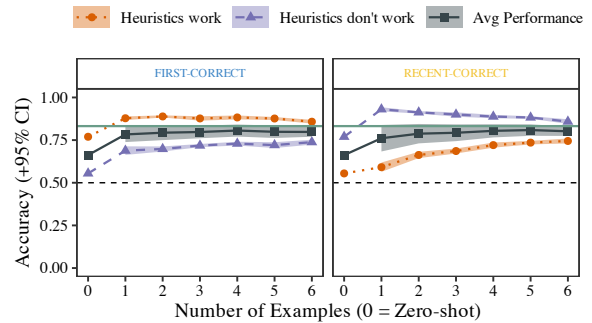 Heuristics work Heuristics don't work Avg Performance
FIRST-CORRECT RECENT-CORRECT
1.00
0.75
0.50
0.25
0.00
Accuracy (+95% CI)
0 1 2 3 4 5 6 0 1 2 3 4 5 6
Number of Examples (0 = Zero-shot)